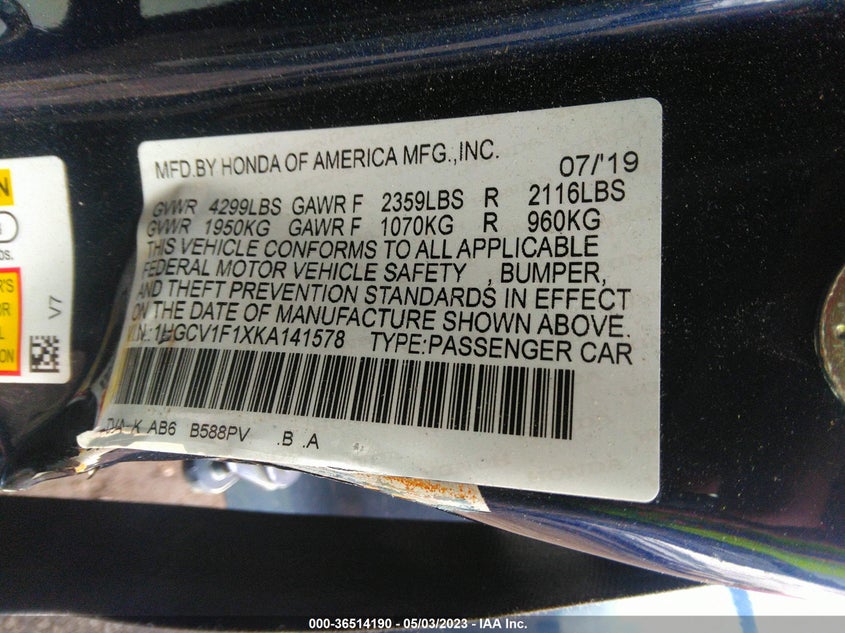 MFD.BY HONDA OF AMERICA MFG.,INC. 07/'19
GVWR 4299LBS GAWR F 2359LBS R 2116LBS
GVWR 1950KG GAWR F 1070KG R 960KG
THIS VEHICLE CONFORMS TO ALL APPLICABLE
FEDERAL MOTOR VEHICLE SAFETY , BUMPER,
AND THEFT PREVENTION STANDARDS IN EFFECT
ON THE DATE OF MANUFACTURE SHOWN ABOVE.
V.I.N.:1HGCV1F1XKA141578 TYPE:PASSENGER CAR
K AB6 B588PV .B .A
V7
000-36514190 - 05/03/2023 - IAA Inc.